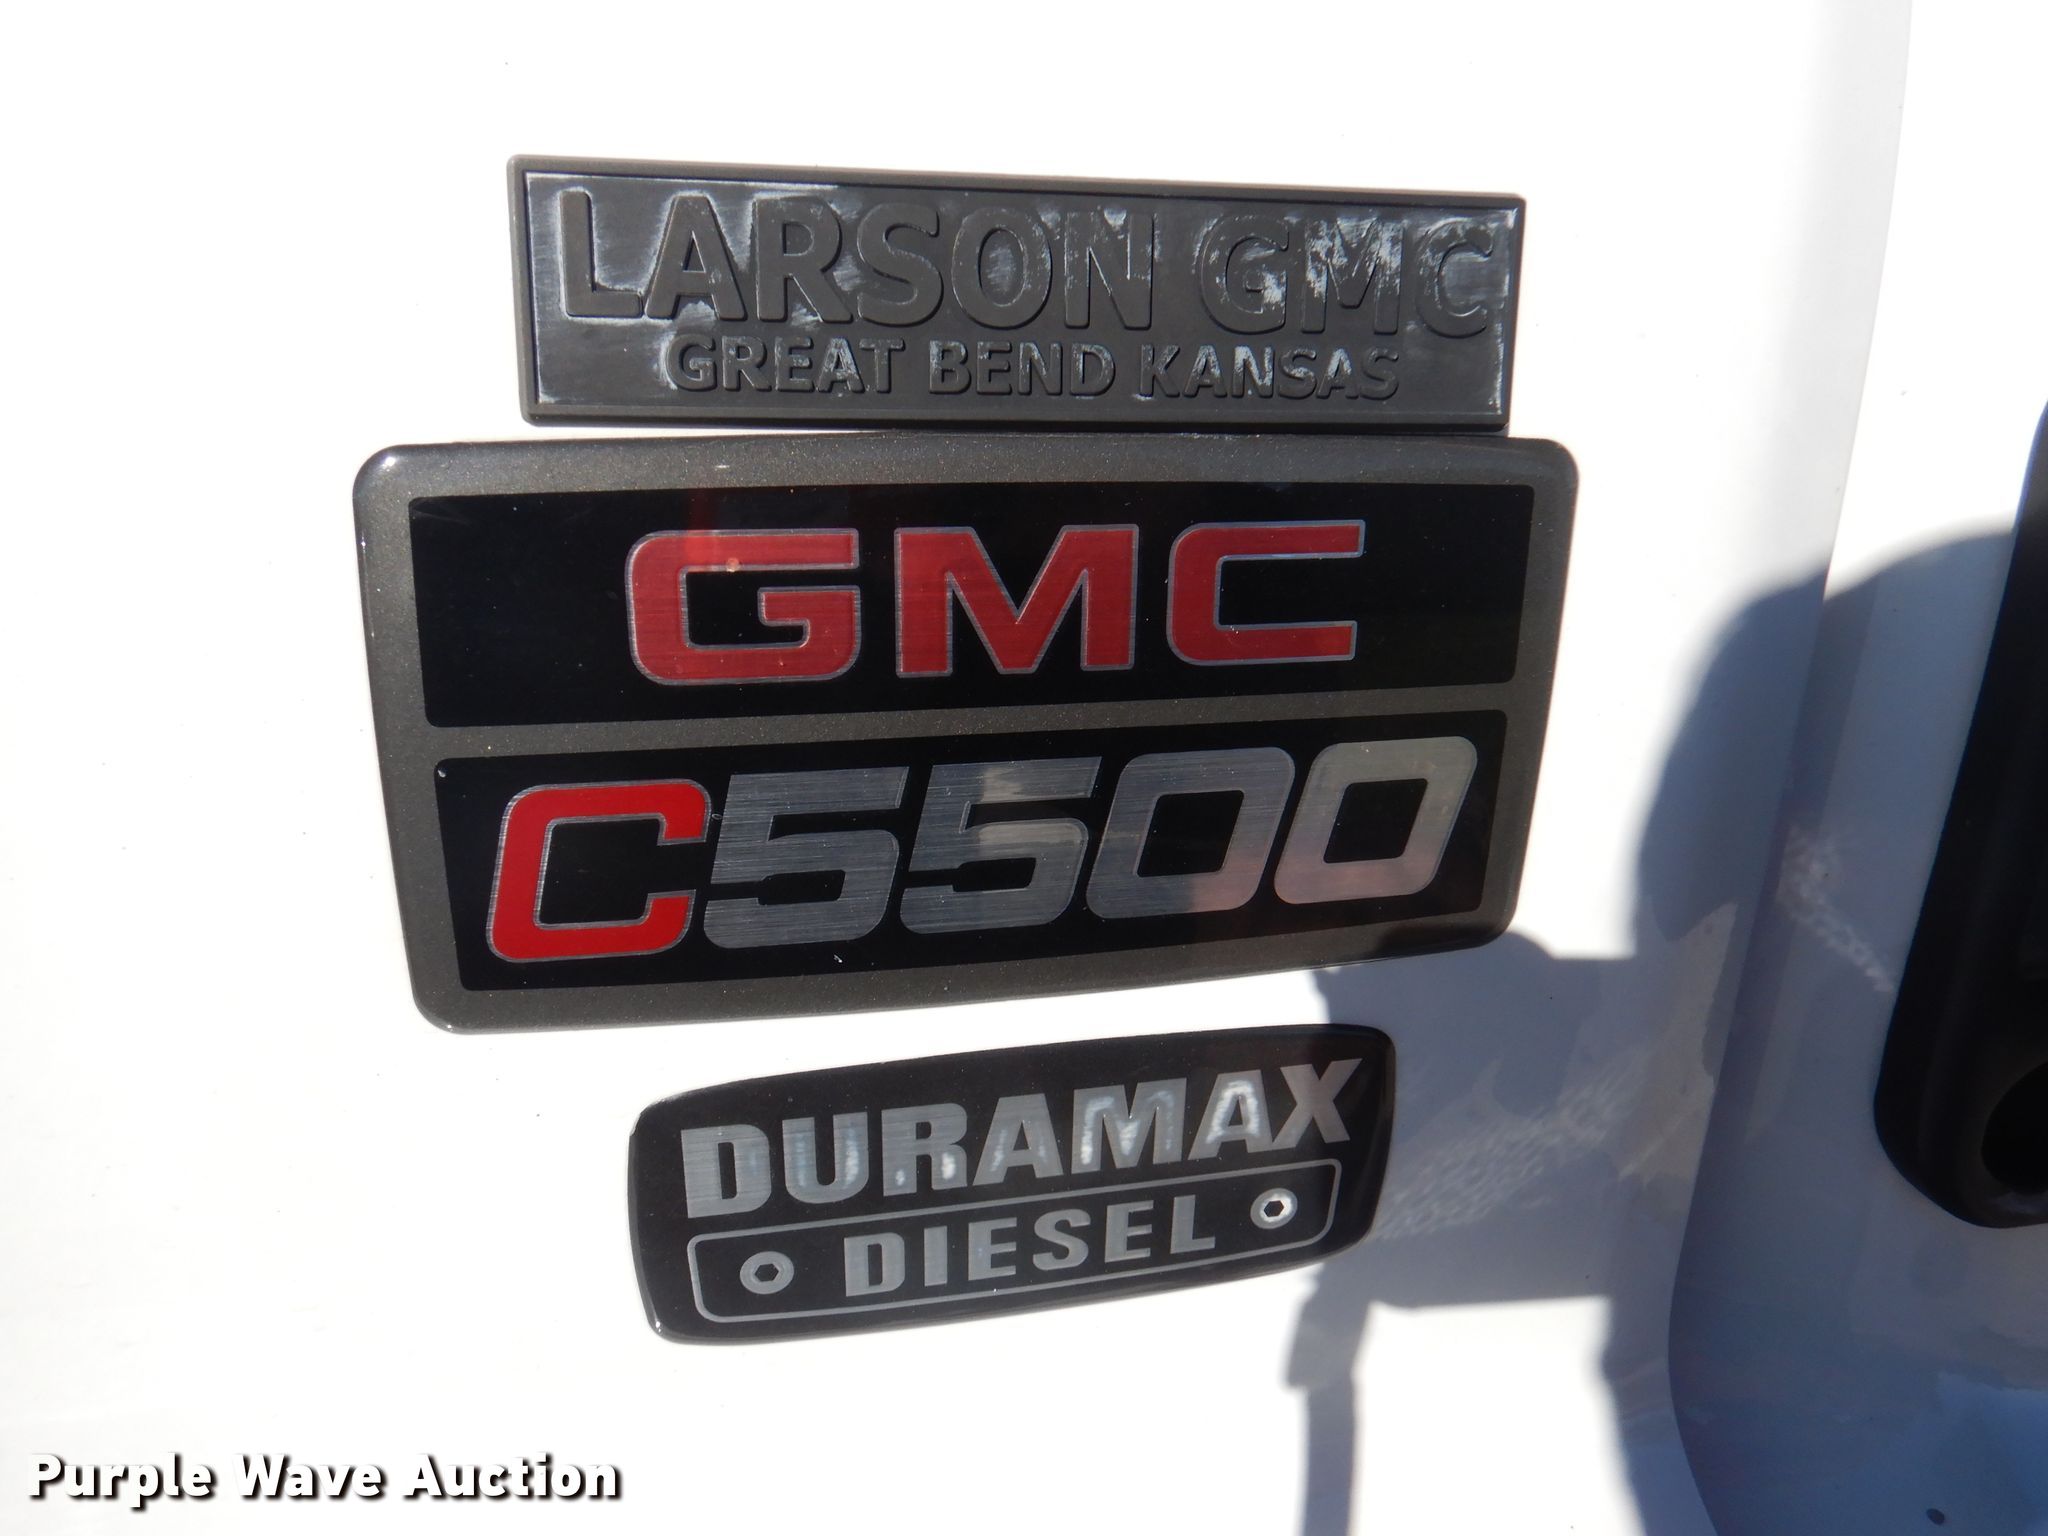 LARSON GMC
GREAT BEND KANSAS
GMC
C5500
DURAMAX
DIESEL
Purple Wave Auction